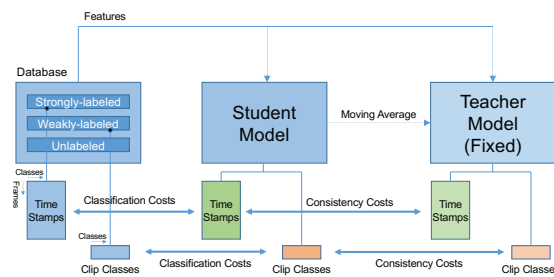 Features
Database
Strongly-labeled
Weakly-labeled
Unlabeled
Student
Model
Moving Average
Teacher
Model
(Fixed)
Classes
Frames
Time
Stamps
Classification Costs
Time
Stamps
Consistency Costs
Time
Stamps
Classes
Clip Classes
Classification Costs
Clip Classes
Consistency Costs
Clip Classes